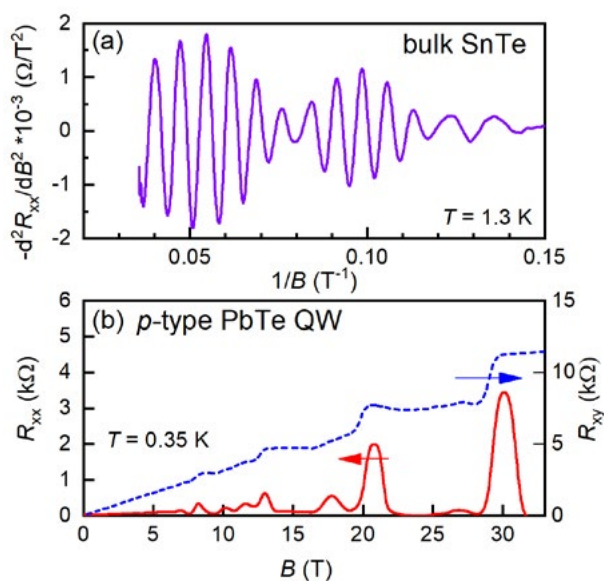 (a)
bulk SnTe
-d²Rxx/dB² *10⁻³ (Ω/T²)
2
1
0
-1
-2
T = 1.3 K
0.05
0.10
0.15
1/B (T⁻¹)
(b) p-type PbTe QW
Rxx (kΩ)
6
5
4
3
2
1
0
T = 0.35 K
15
10
5
0
Rxy (kΩ)
0
5
10
15
20
25
30
B (T)